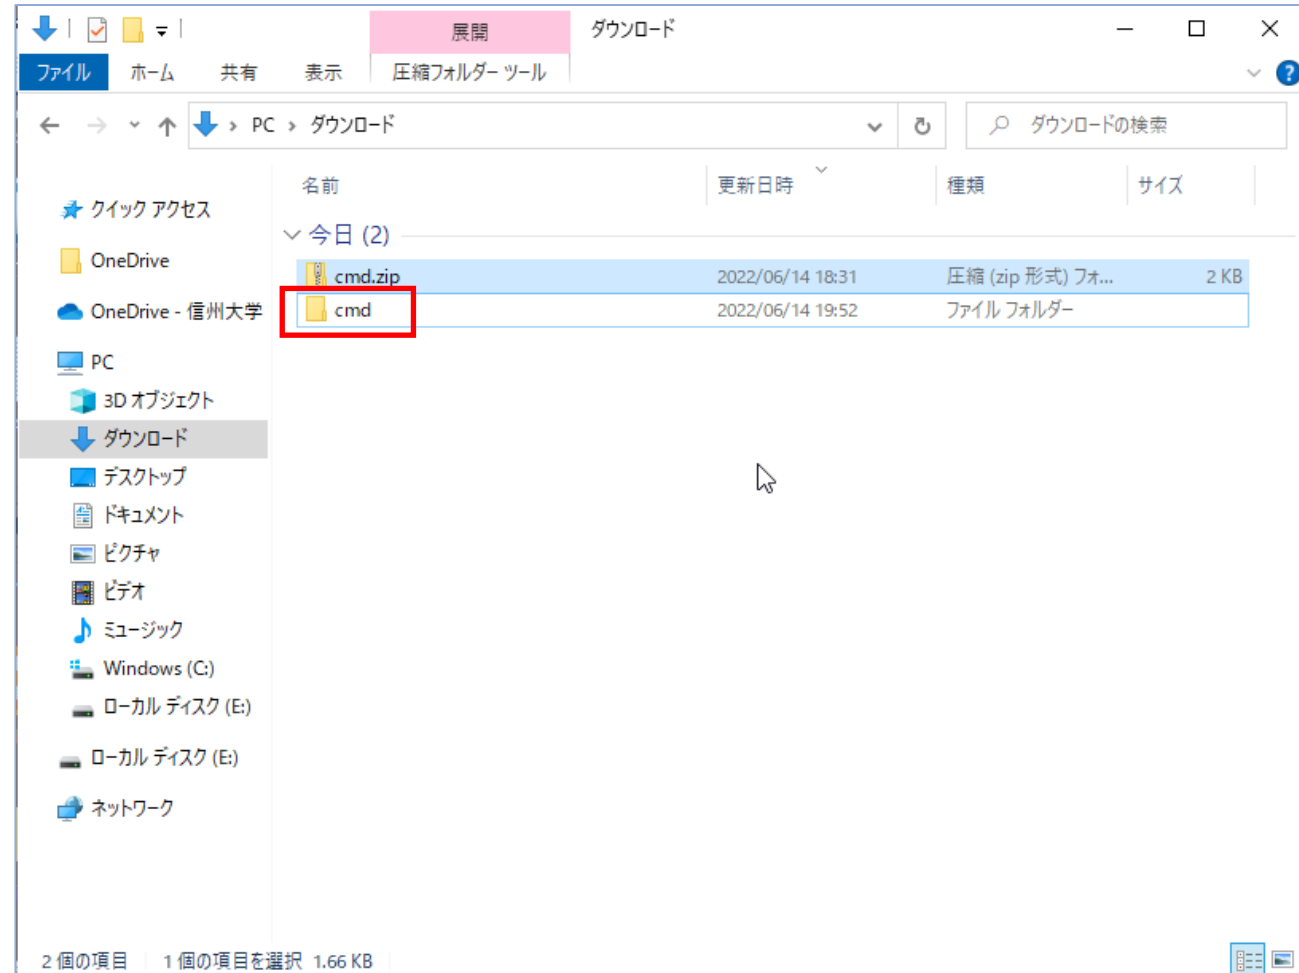 展開
ダウンロード
ファイル
ホーム
共有
表示
圧縮フォルダー ツール
PC
ダウンロード
ダウンロードの検索
名前
更新日時
種類
サイズ
クイック アクセス
OneDrive
OneDrive - 信州大学
PC
3D オブジェクト
ダウンロード
デスクトップ
ドキュメント
ピクチャ
ビデオ
ミュージック
Windows (C:)
ローカル ディスク (E:)
ローカル ディスク (E:)
ネットワーク
今日 (2)
cmd.zip 2022/06/14 18:31 圧縮 (zip 形式) フォ... 2 KB
cmd 2022/06/14 19:52 ファイル フォルダー
2 個の項目
1 個の項目を選択 1.66 KB